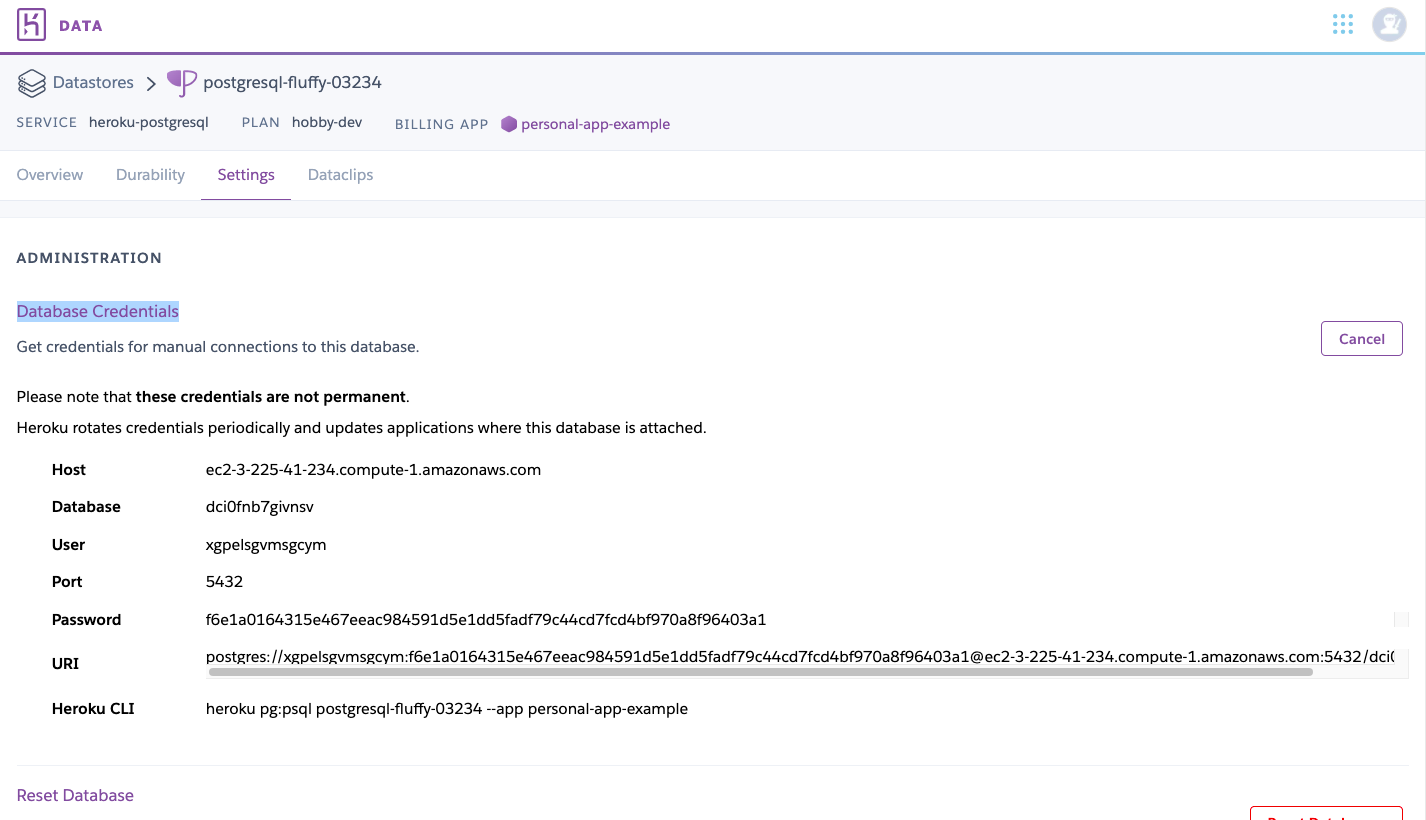 DATA
Datastores > postgresql-fluffy-03234
SERVICE heroku-postgresql PLAN hobby-dev BILLING APP personal-app-example
Overview Durability Settings Dataclips
ADMINISTRATION
Database Credentials
Get credentials for manual connections to this database.
Cancel
Please note that these credentials are not permanent.
Heroku rotates credentials periodically and updates applications where this database is attached.
Host ec2-3-225-41-234.compute-1.amazonaws.com
Database dci0fnb7givnsv
User xgpelsgvmsgcym
Port 5432
Password f6e1a0164315e467eeac984591d5e1dd5fadf79c44cd7fcd4bf970a8f96403a1
URI postgres://xgpelsgvmsgcym:f6e1a0164315e467eeac984591d5e1dd5fadf79c44cd7fcd4bf970a8f96403a1@ec2-3-225-41-234.compute-1.amazonaws.com:5432/dci
Heroku CLI heroku pg:psql postgresql-fluffy-03234 --app personal-app-example
Reset Database